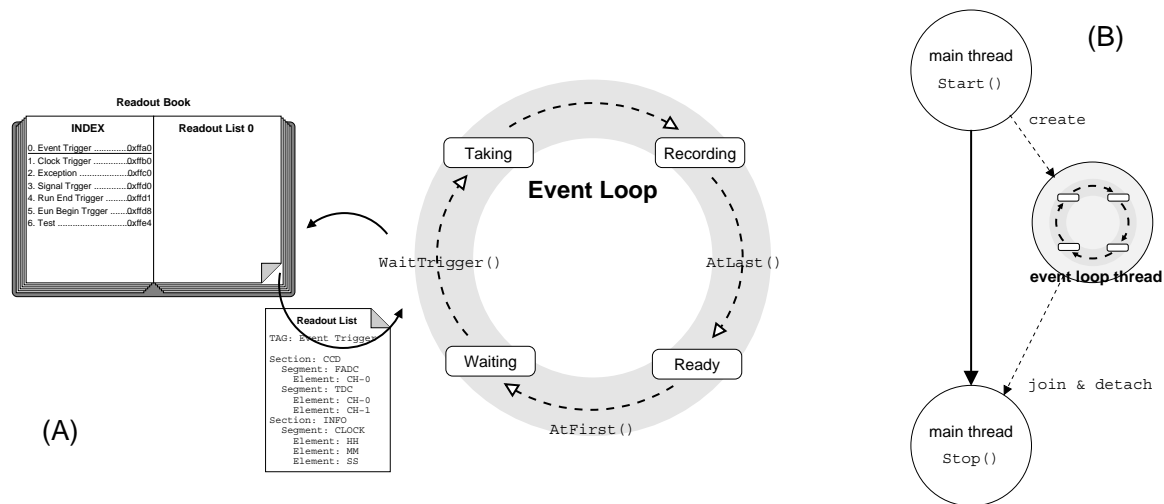 Readout Book
INDEX
0. Event Trigger ..............0xffa0
1. Clock Trigger ..............0xffb0
2. Exception ..................0xffc0
3. Signal Trgger ..............0xffd0
4. Run End Trigger ........0xffd1
5. Eun Begin Trgger .......0xffd8
6. Test ............................0xffe4
Readout List 0
Readout List
TAG: Event Trigger
Section: CCD
Segment: FADC
Element: CH-0
Segment: TDC
Element: CH-0
Element: CH-1
Section: INFO
Segment: CLOCK
Element: HH
Element: MM
Element: SS
(A)
Event Loop
Taking
Recording
WaitTrigger()
AtLast()
Waiting
Ready
AtFirst()
(B)
main thread
Start()
create
event loop thread
join & detach
main thread
Stop()